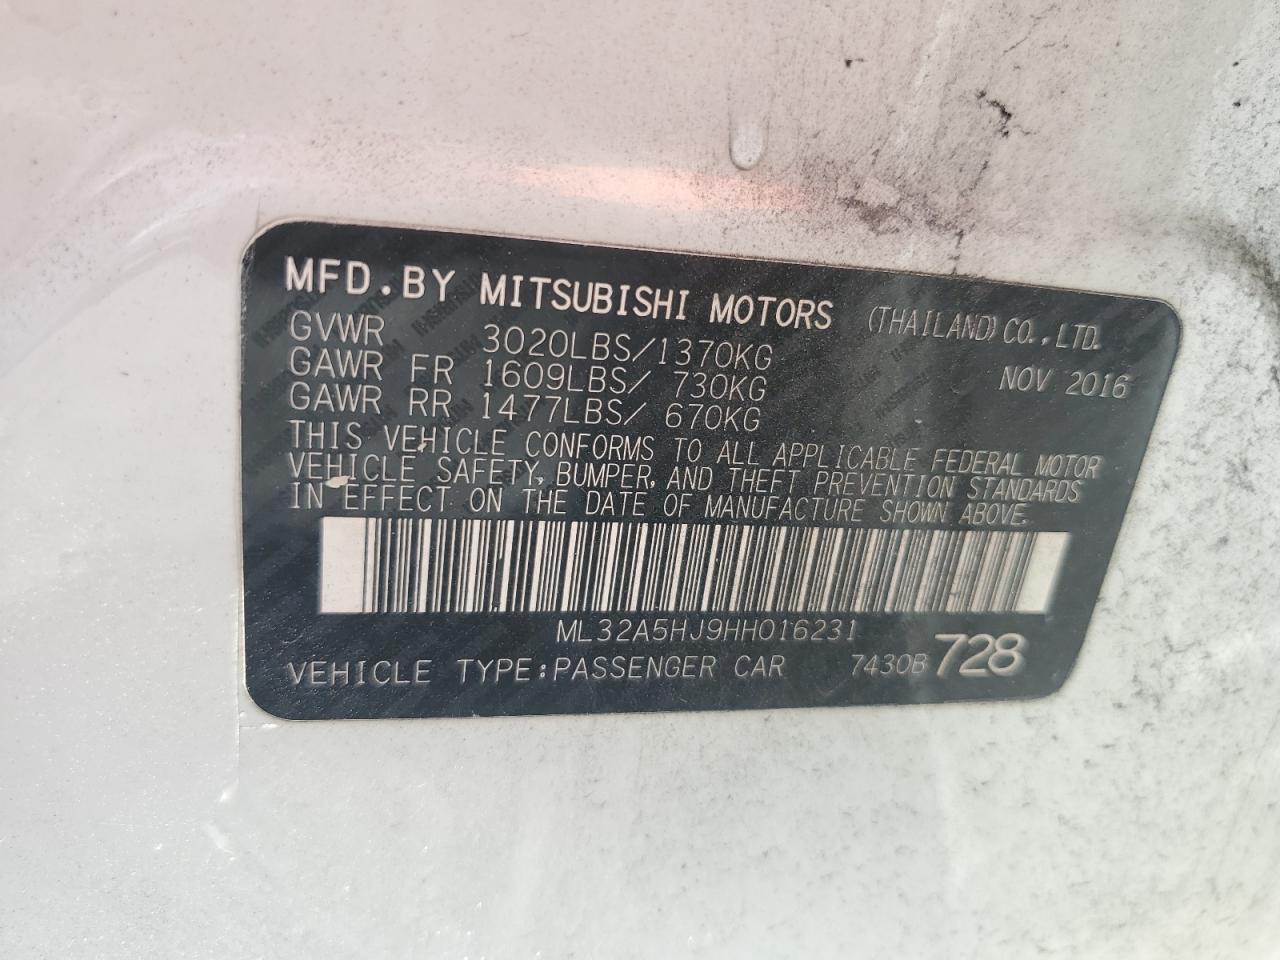 MFD.BY MITSUBISHI MOTORS (THAILAND) CO., LTD.
GVWR 3020LBS/1370KG NOV 2016
GAWR FR 1609LBS/ 730KG
GAWR RR 1477LBS/ 670KG
THIS VEHICLE CONFORMS TO ALL APPLICABLE FEDERAL MOTOR
VEHICLE SAFETY, BUMPER, AND THEFT PREVENTION STANDARDS
IN EFFECT ON THE DATE OF MANUFACTURE SHOWN ABOVE.
ML32A5HJ9HH016231
VEHICLE TYPE:PASSENGER CAR 7430B 728